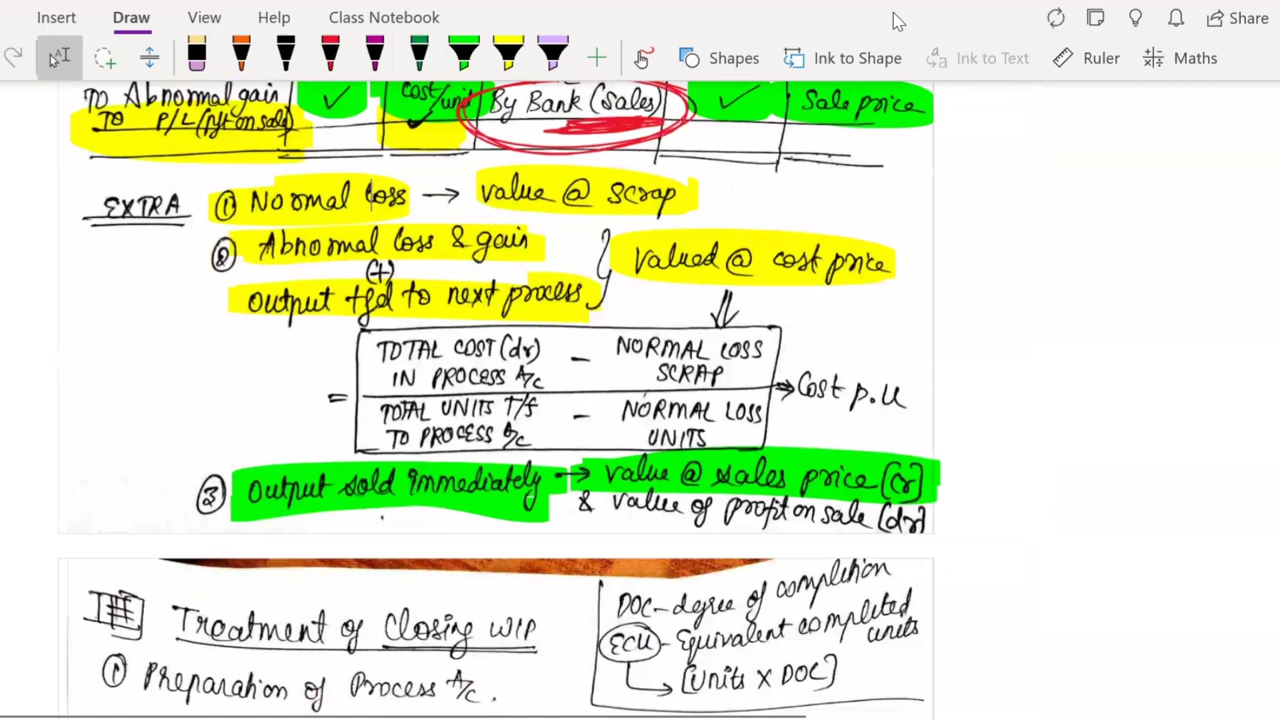 Insert Draw View Help Class Notebook Share
Shapes Ink to Shape Ink to Text Ruler Maths
To Abnormal gain ✓ cost/unit By Bank (sales) ✓ Sale price
TO P/L (pft on sale) ✓
EXTRA ① Normal loss → value @ scrap
② Abnormal loss & gain
(+)
output tfd to next process } valued @ cost price
= TOTAL COST (dr) − NORMAL LOSS
IN PROCESS A/c SCRAP
→ Cost p.u
TOTAL UNITS T/f − NORMAL LOSS
TO PROCESS A/c UNITS
③ Output sold immediately → value @ sales price [cr]
& value of profit on sale [dr]
III Treatment of Closing WIP
① Preparation of Process A/c.
DOC - degree of completion
ECU - Equivalent completed
units
→ [Units X DOC]